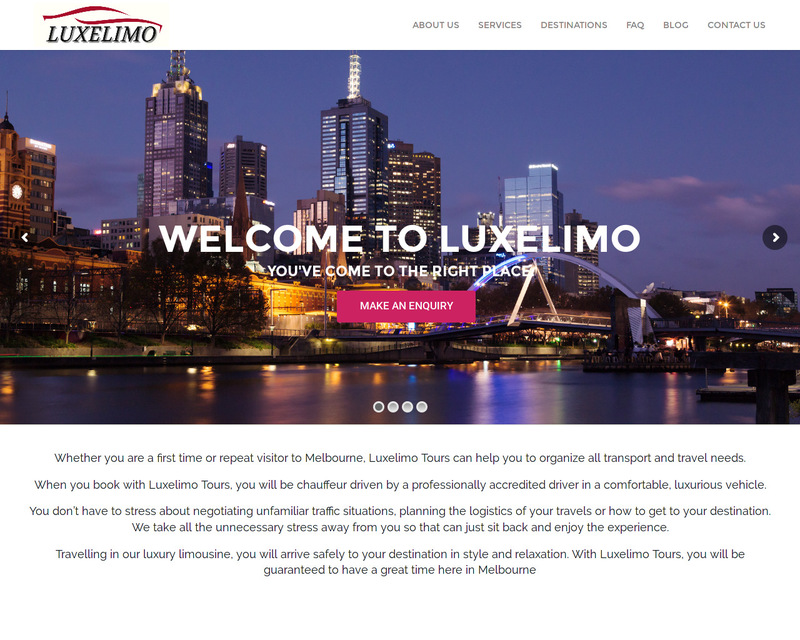 LUXELIMO
ABOUT US SERVICES DESTINATIONS FAQ BLOG CONTACT US
WELCOME TO LUXELIMO
YOU'VE COME TO THE RIGHT PLACE!
MAKE AN ENQUIRY
Whether you are a first time or repeat visitor to Melbourne, Luxelimo Tours can help you to organize all transport and travel needs.
When you book with Luxelimo Tours, you will be chauffeur driven by a professionally accredited driver in a comfortable, luxurious vehicle.
You don't have to stress about negotiating unfamiliar traffic situations, planning the logistics of your travels or how to get to your destination.
We take all the unnecessary stress away from you so that can just sit back and enjoy the experience.
Travelling in our luxury limousine, you will arrive safely to your destination in style and relaxation. With Luxelimo Tours, you will be
guaranteed to have a great time here in Melbourne